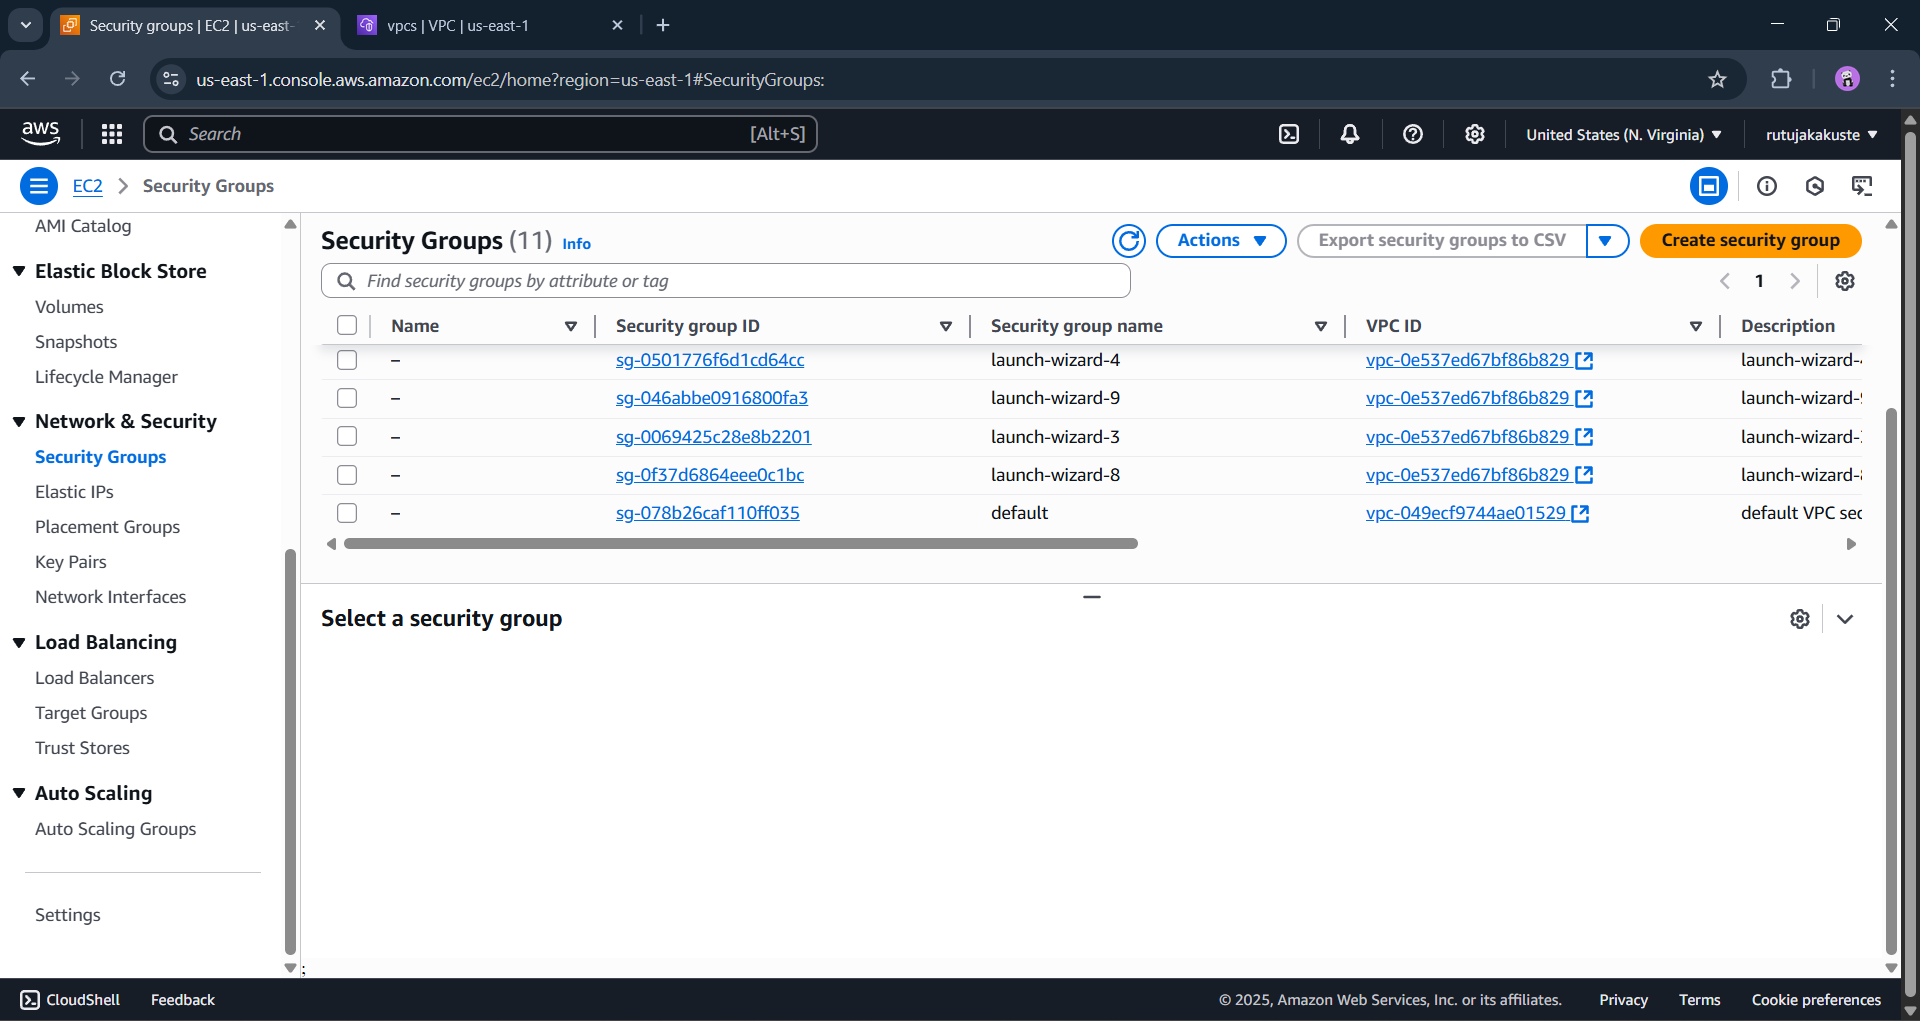 Security groups | EC2 | us-east-
vpcs | VPC | us-east-1
us-east-1.console.aws.amazon.com/ec2/home?region=us-east-1#SecurityGroups:
aws
Search
[Alt+S]
United States (N. Virginia)
rutujakakuste
EC2
Security Groups
AMI Catalog
Elastic Block Store
Volumes
Snapshots
Lifecycle Manager
Network & Security
Security Groups
Elastic IPs
Placement Groups
Key Pairs
Network Interfaces
Load Balancing
Load Balancers
Target Groups
Trust Stores
Auto Scaling
Auto Scaling Groups
Settings
Security Groups (11) Info
Actions
Export security groups to CSV
Create security group
Find security groups by attribute or tag
1
Name Security group ID Security group name VPC ID Description
– sg-0501776f6d1cd64cc launch-wizard-4 vpc-0e537ed67bf86b829 launch-wizard-
– sg-046abbe0916800fa3 launch-wizard-9 vpc-0e537ed67bf86b829 launch-wizard-
– sg-0069425c28e8b2201 launch-wizard-3 vpc-0e537ed67bf86b829 launch-wizard-
– sg-0f37d6864eee0c1bc launch-wizard-8 vpc-0e537ed67bf86b829 launch-wizard-
– sg-078b26caf110ff035 default vpc-049ecf9744ae01529 default VPC sec
Select a security group
;
CloudShell
Feedback
© 2025, Amazon Web Services, Inc. or its affiliates.
Privacy
Terms
Cookie preferences